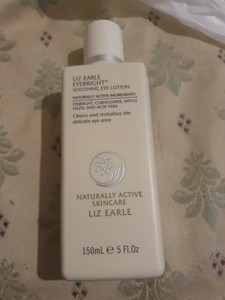 LIZ EARLE
EYEBRIGHT™
SOOTHING EYE LOTION
NATURALLY ACTIVE INGREDIENTS
EYEBRIGHT, CORNFLOWER, WITCH
HAZEL AND ALOE VERA
Cleans and revitalises the
delicate eye area
NATURALLY ACTIVE
SKINCARE
LIZ EARLE
150mL ℮ 5 Fl.Oz